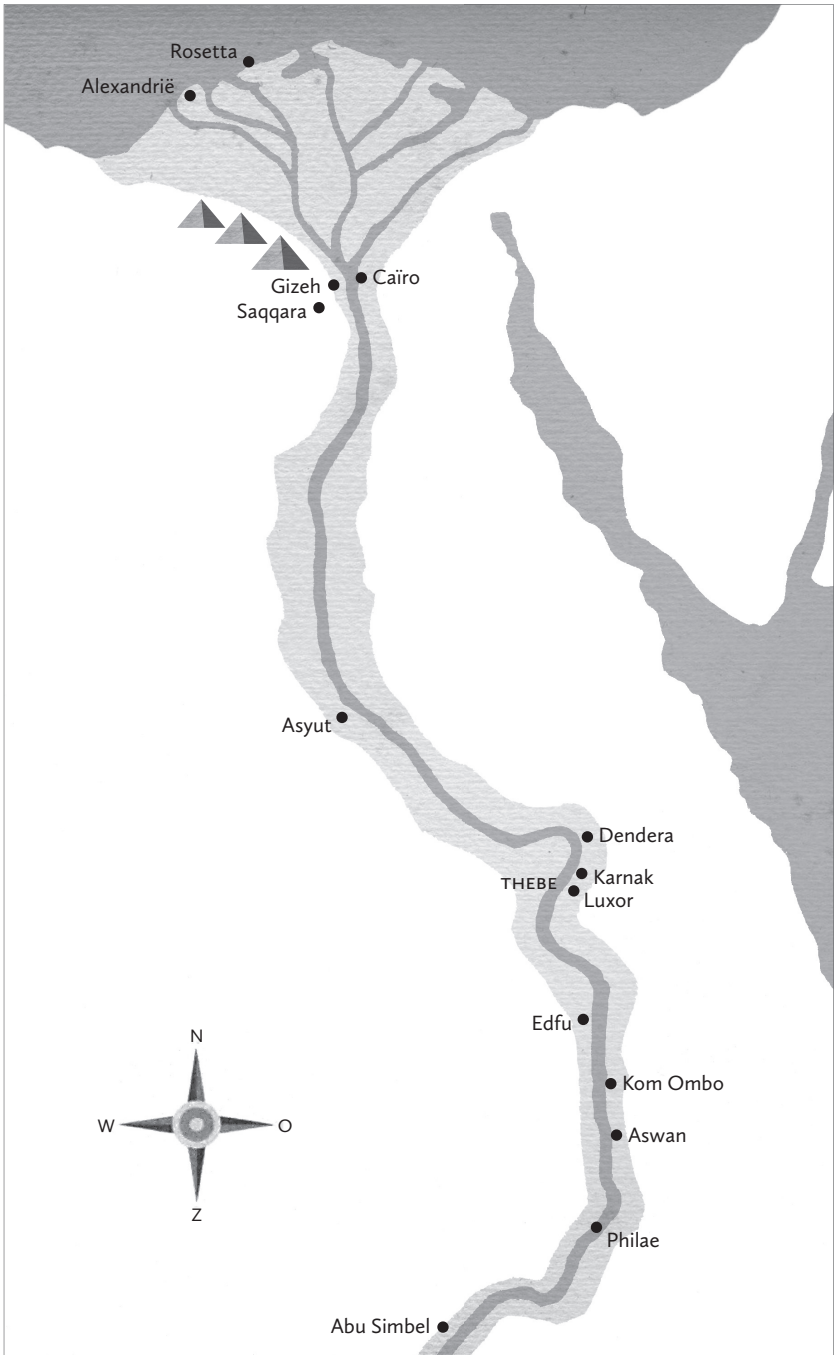 Rosetta
Alexandrië
Caïro
Gizeh
Saqqara
Asyut
Dendera
Karnak
THEBE
Luxor
Edfu
N
Kom Ombo
W
O
Aswan
Z
Philae
Abu Simbel